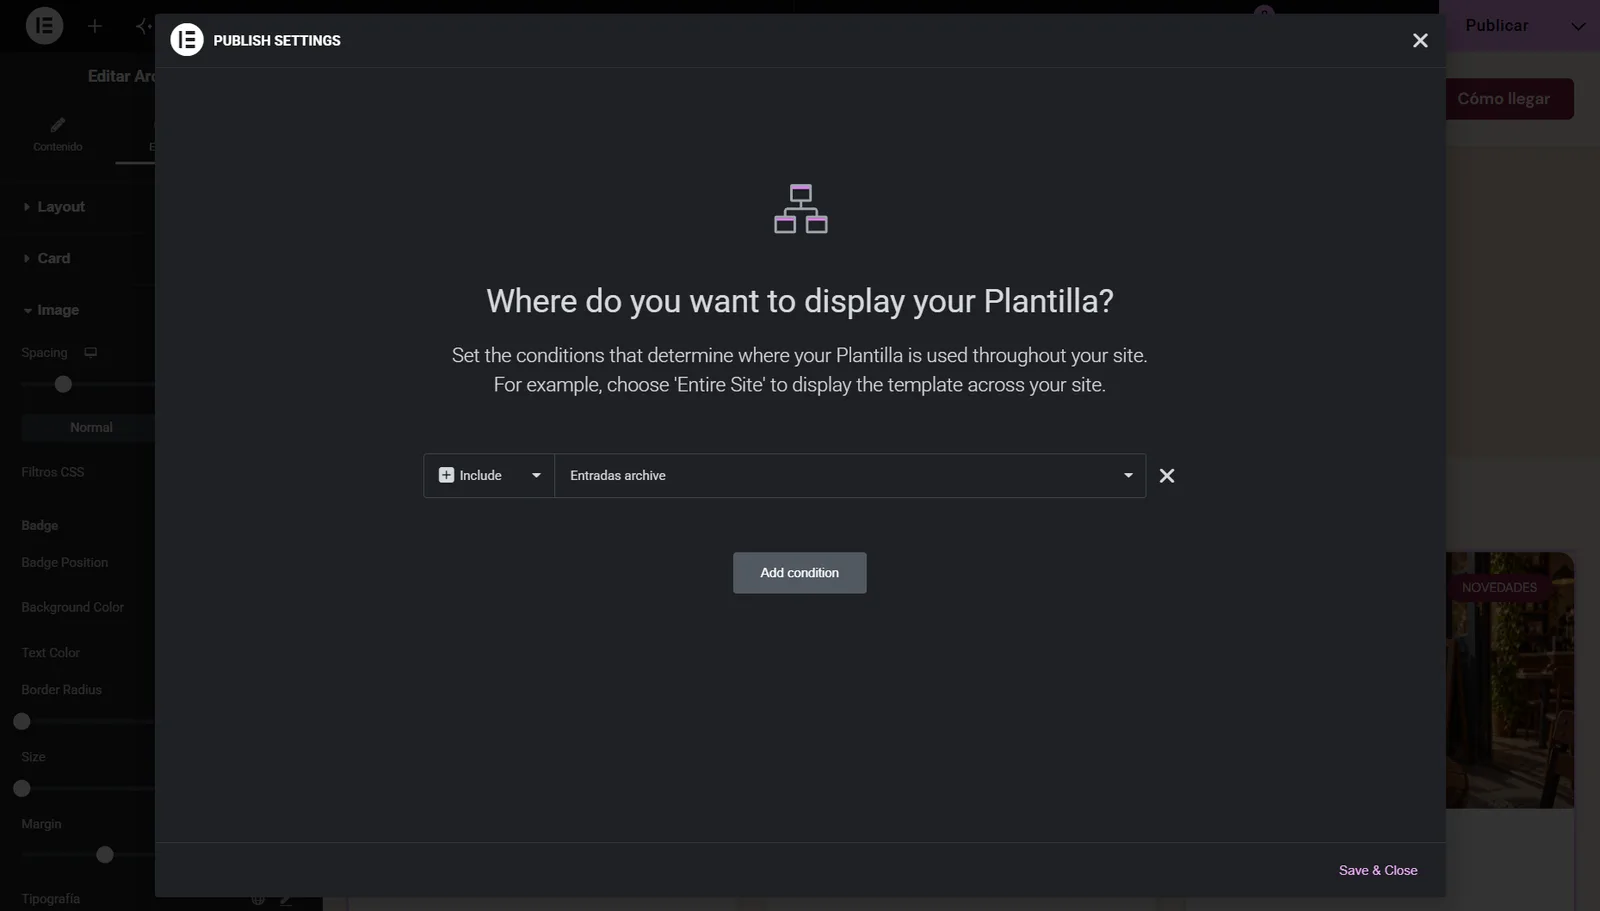 PUBLISH SETTINGS
Publicar
Editar Arc
Cómo llegar
Contenido
E
Layout
Card
Image
Spacing
Normal
Filtros CSS
Badge
Badge Position
Background Color
Text Color
Border Radius
Size
Margin
Tipografía
Where do you want to display your Plantilla?
Set the conditions that determine where your Plantilla is used throughout your site.
For example, choose 'Entire Site' to display the template across your site.
Include
Entradas archive
Add condition
NOVEDADES
Save & Close